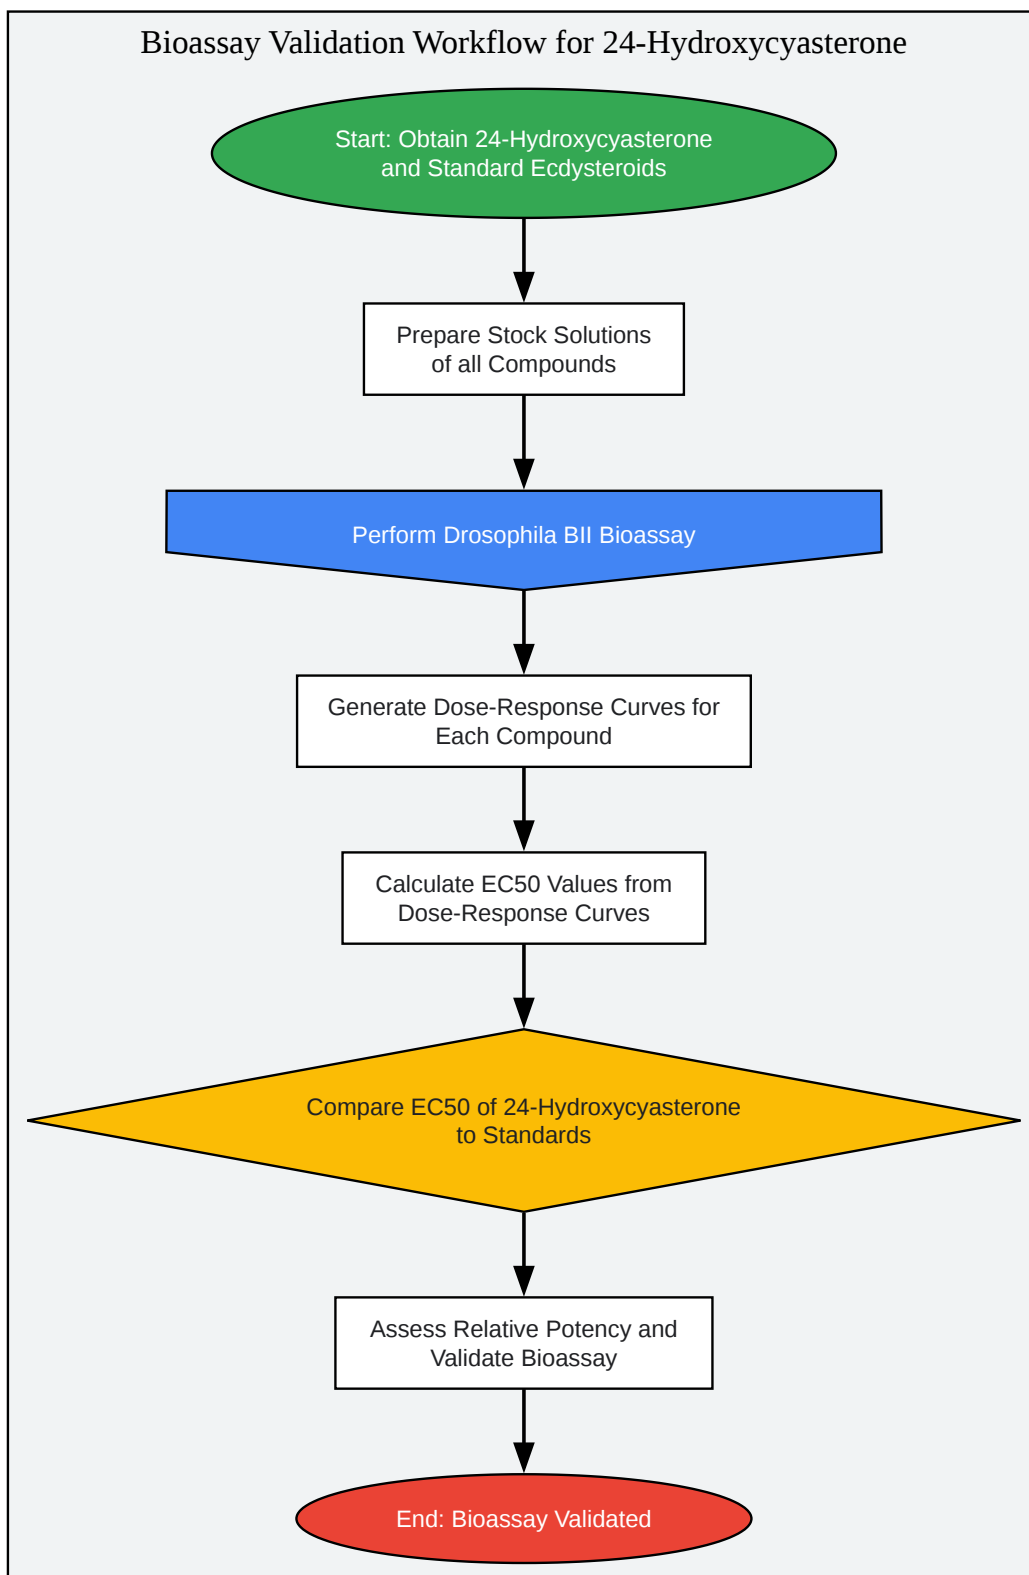 Bioassay Validation Workflow for 24-Hydroxycyasterone
Start: Obtain 24-Hydroxycyasterone
and Standard Ecdysteroids
Prepare Stock Solutions
of all Compounds
Perform Drosophila BII Bioassay
Generate Dose-Response Curves for
Each Compound
Calculate EC50 Values from
Dose-Response Curves
Compare EC50 of 24-Hydroxycyasterone
to Standards
Assess Relative Potency and
Validate Bioassay
End: Bioassay Validated